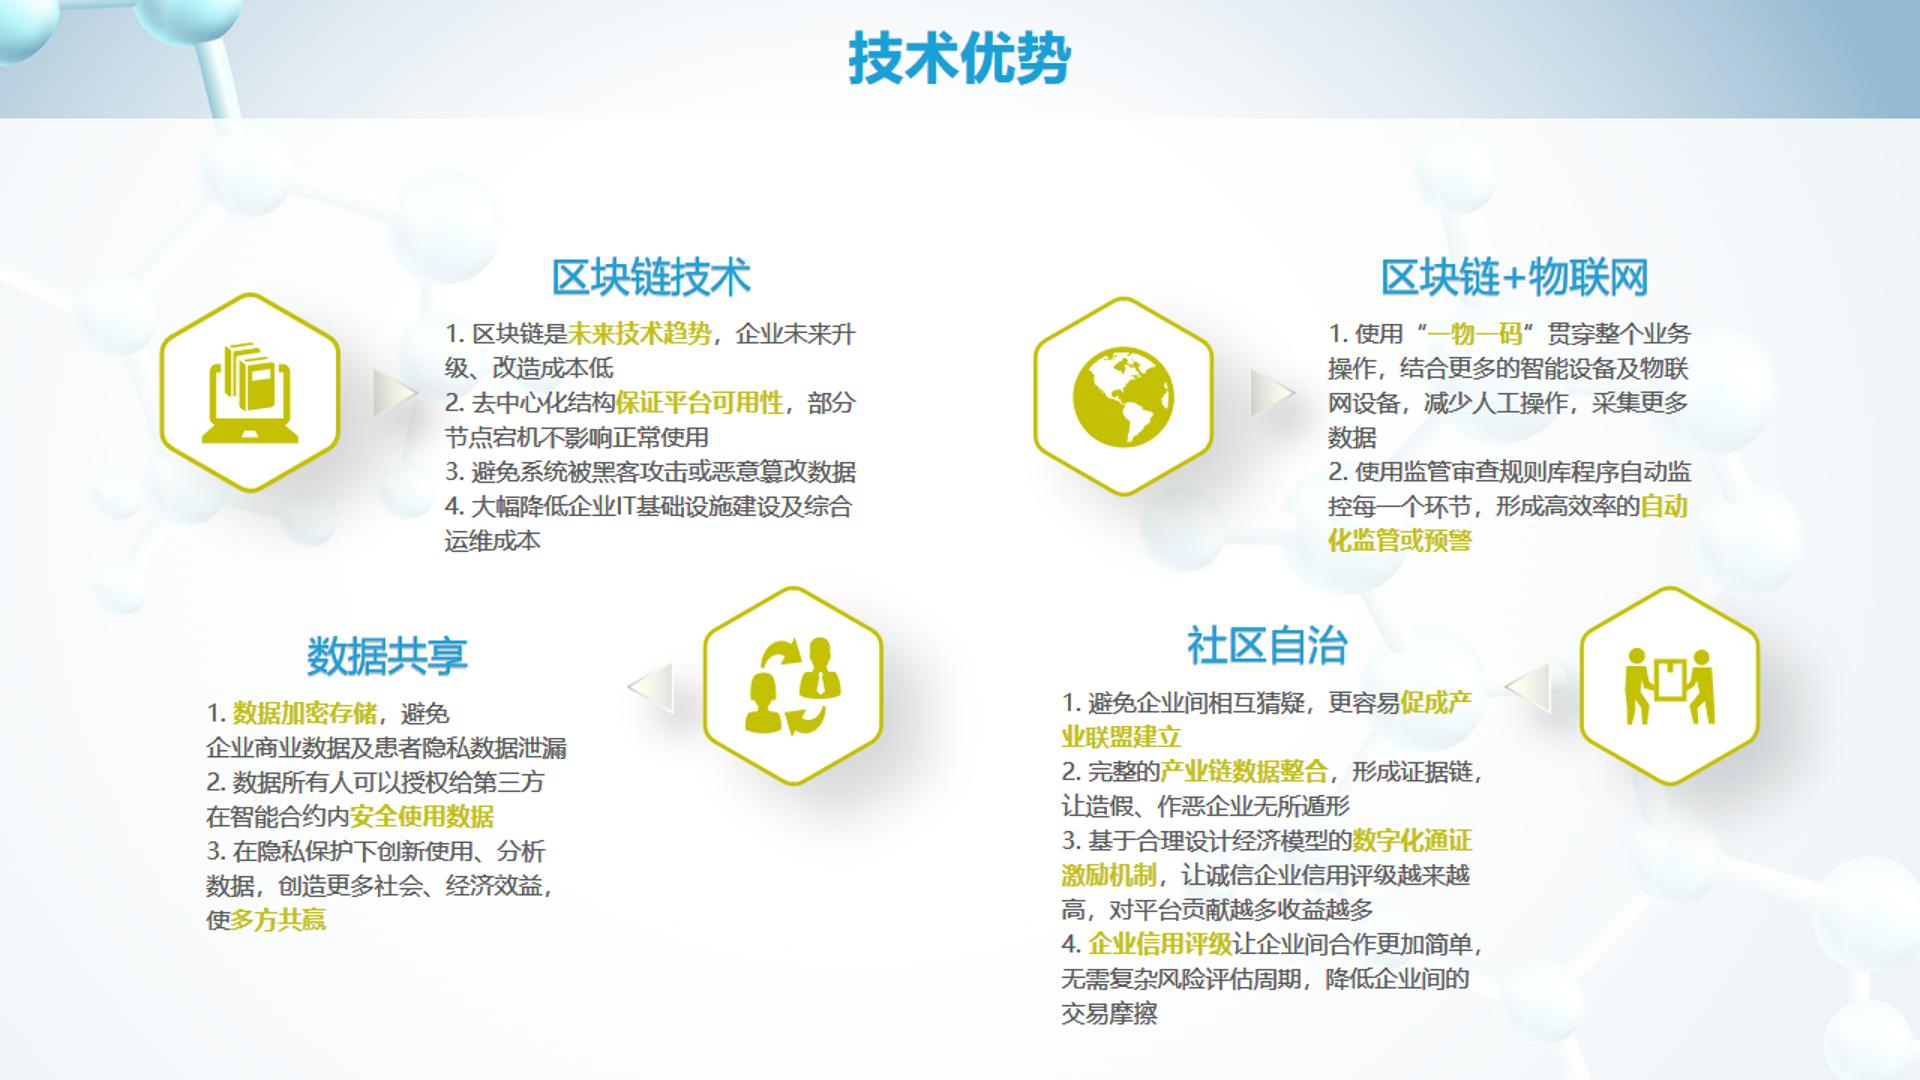 技术优势
区块链技术
1. 区块链是未来技术趋势，企业未来升
级、改造成本低
2. 去中心化结构保证平台可用性，部分
节点宕机不影响正常使用
3. 避免系统被黑客攻击或恶意篡改数据
4. 大幅降低企业IT基础设施建设及综合
运维成本
区块链+物联网
1. 使用“一物一码”贯穿整个业务
操作，结合更多的智能设备及物联
网设备，减少人工操作，采集更多
数据
2. 使用监管审查规则库程序自动监
控每一个环节，形成高效率的自动
化监管或预警
数据共享
1. 数据加密存储，避免
企业商业数据及患者隐私数据泄漏
2. 数据所有人可以授权给第三方
在智能合约内安全使用数据
3. 在隐私保护下创新使用、分析
数据，创造更多社会、经济效益，
使多方共赢
社区自治
1. 避免企业间相互猜疑，更容易促成产
业联盟建立
2. 完整的产业链数据整合，形成证据链，
让造假、作恶企业无所遁形
3. 基于合理设计经济模型的数字化通证
激励机制，让诚信企业信用评级越来越
高，对平台贡献越多收益越多
4. 企业信用评级让企业间合作更加简单，
无需复杂风险评估周期，降低企业间的
交易摩擦